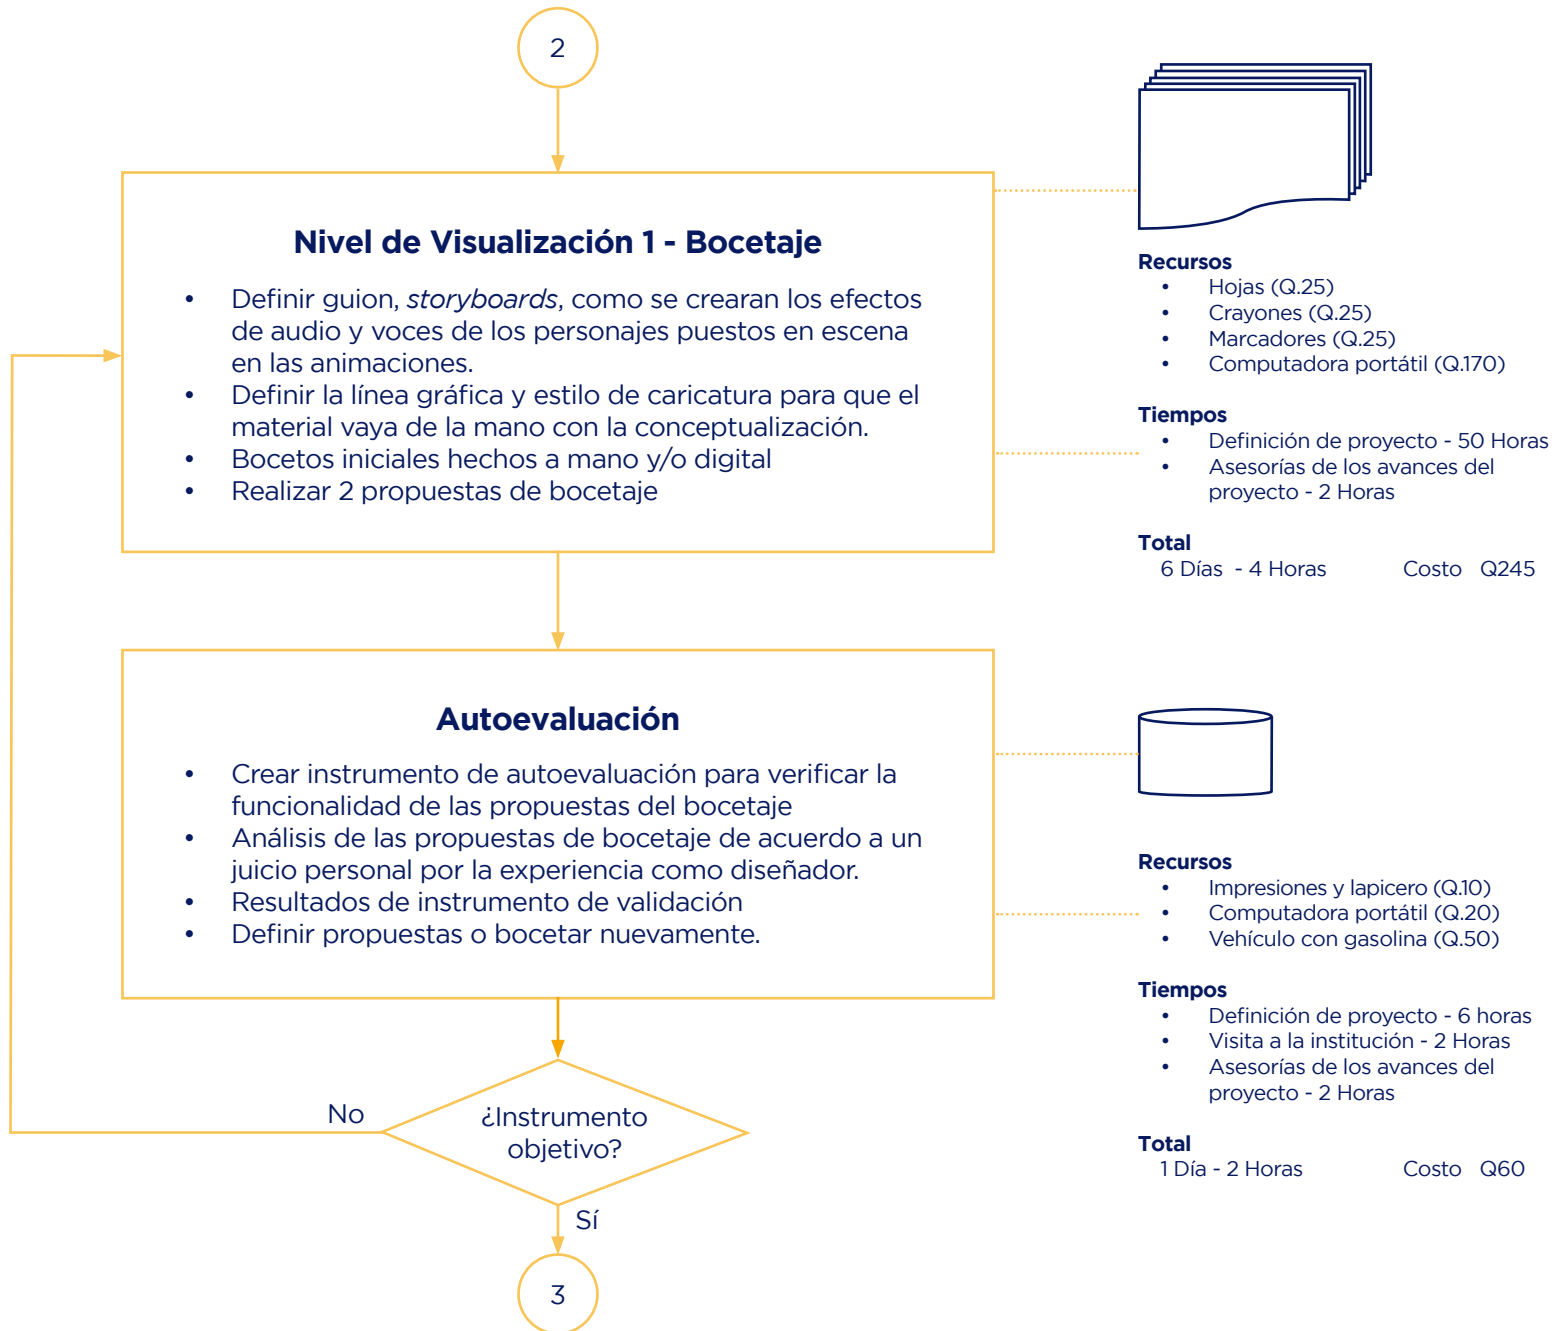 2
Nivel de Visualización 1 - Bocetaje
• Definir guion, storyboards, como se crearan los efectos
de audio y voces de los personajes puestos en escena
en las animaciones.
• Definir la línea gráfica y estilo de caricatura para que el
material vaya de la mano con la conceptualización.
• Bocetos iniciales hechos a mano y/o digital
• Realizar 2 propuestas de bocetaje
Recursos
• Hojas (Q.25)
• Crayones (Q.25)
• Marcadores (Q.25)
• Computadora portátil (Q.170)
Tiempos
• Definición de proyecto - 50 Horas
• Asesorías de los avances del
proyecto - 2 Horas
Total
6 Días - 4 Horas Costo Q245
Autoevaluación
• Crear instrumento de autoevaluación para verificar la
funcionalidad de las propuestas del bocetaje
• Análisis de las propuestas de bocetaje de acuerdo a un
juicio personal por la experiencia como diseñador.
• Resultados de instrumento de validación
• Definir propuestas o bocetar nuevamente.
Recursos
• Impresiones y lapicero (Q.10)
• Computadora portátil (Q.20)
• Vehículo con gasolina (Q.50)
Tiempos
• Definición de proyecto - 6 horas
• Visita a la institución - 2 Horas
• Asesorías de los avances del
proyecto - 2 Horas
Total
1 Día - 2 Horas Costo Q60
No
¿Instrumento
objetivo?
Sí
3